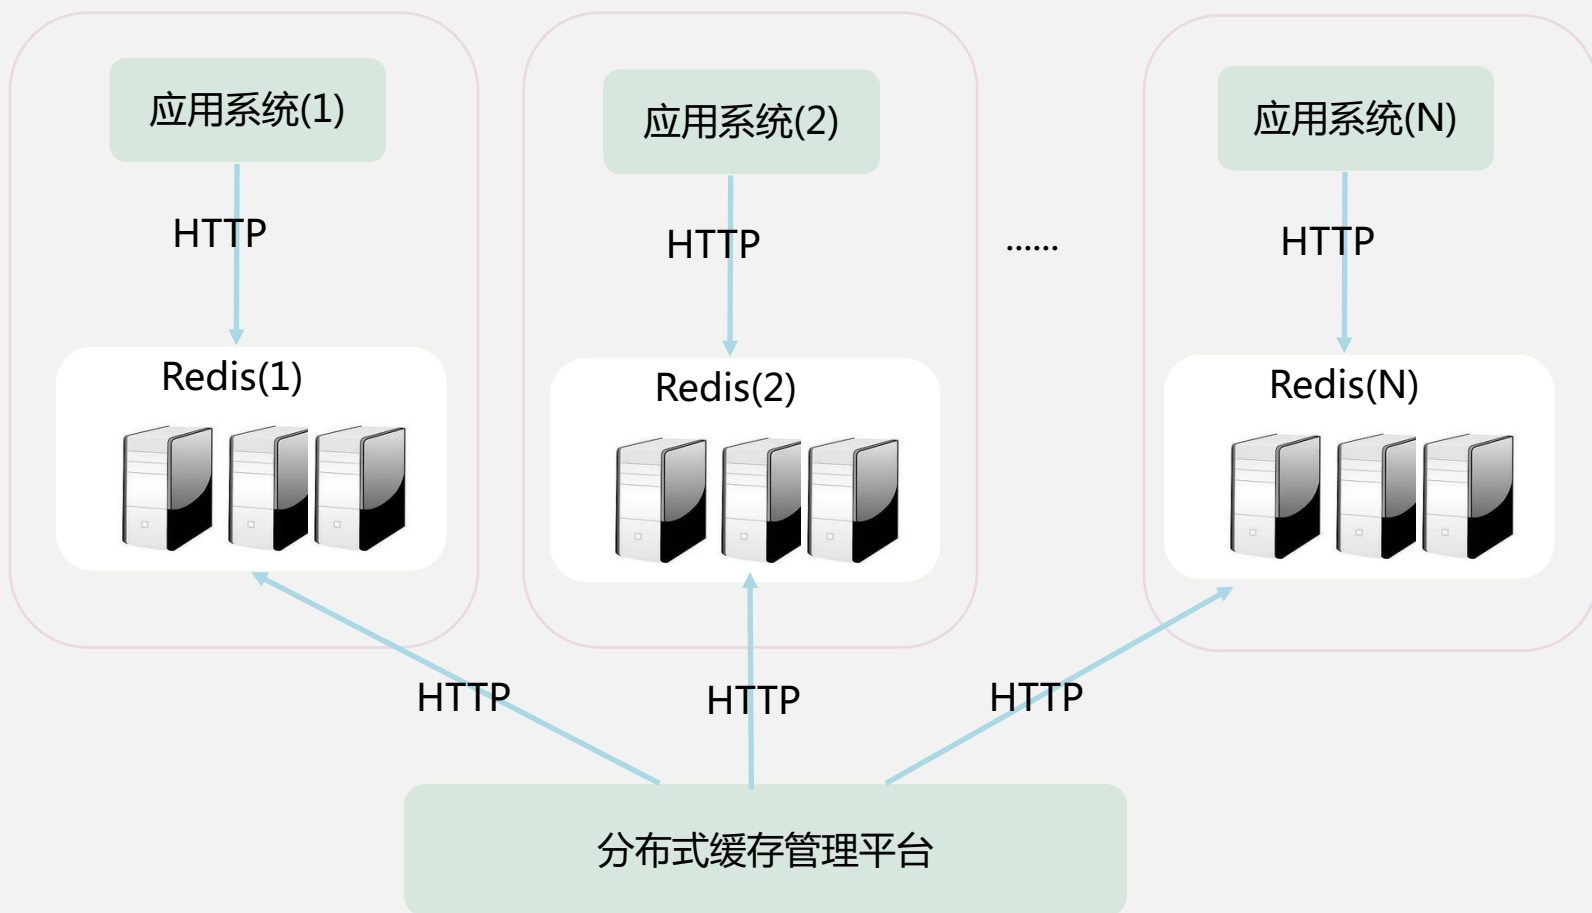 应用系统(1)
应用系统(2)
应用系统(N)
HTTP
HTTP
......
HTTP
Redis(1)
Redis(2)
Redis(N)
HTTP
HTTP
HTTP
分布式缓存管理平台